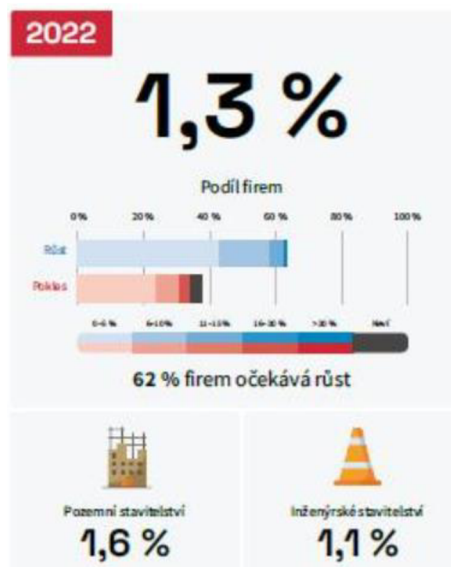 2022
1,3 %
Podíl firem
0 % 20 % 40 % 60 % 80 % 100 %
Růst
Pokles
0-5 % 6-10 % 11-15 % 16-20 % >20 % Neví
62 % firem očekává růst
Pozemní stavitelství Inženýrské stavitelství
1,6 % 1,1 %